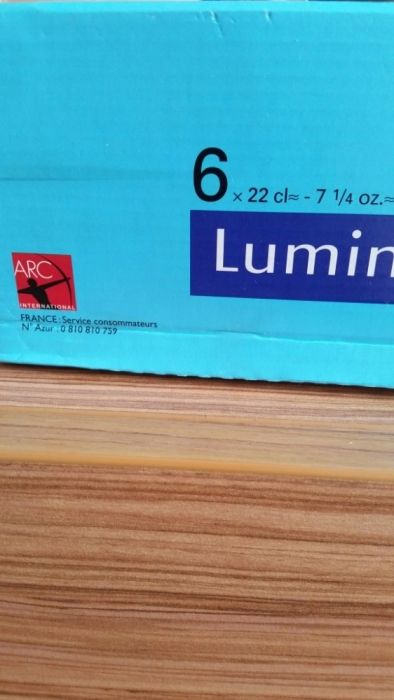 6 x 22 cl≈ - 7 1/4 oz.≈
Lumin
ARC
INTERNATIONAL
FRANCE : Service consommateurs
N° Azur : 0 810 810 759